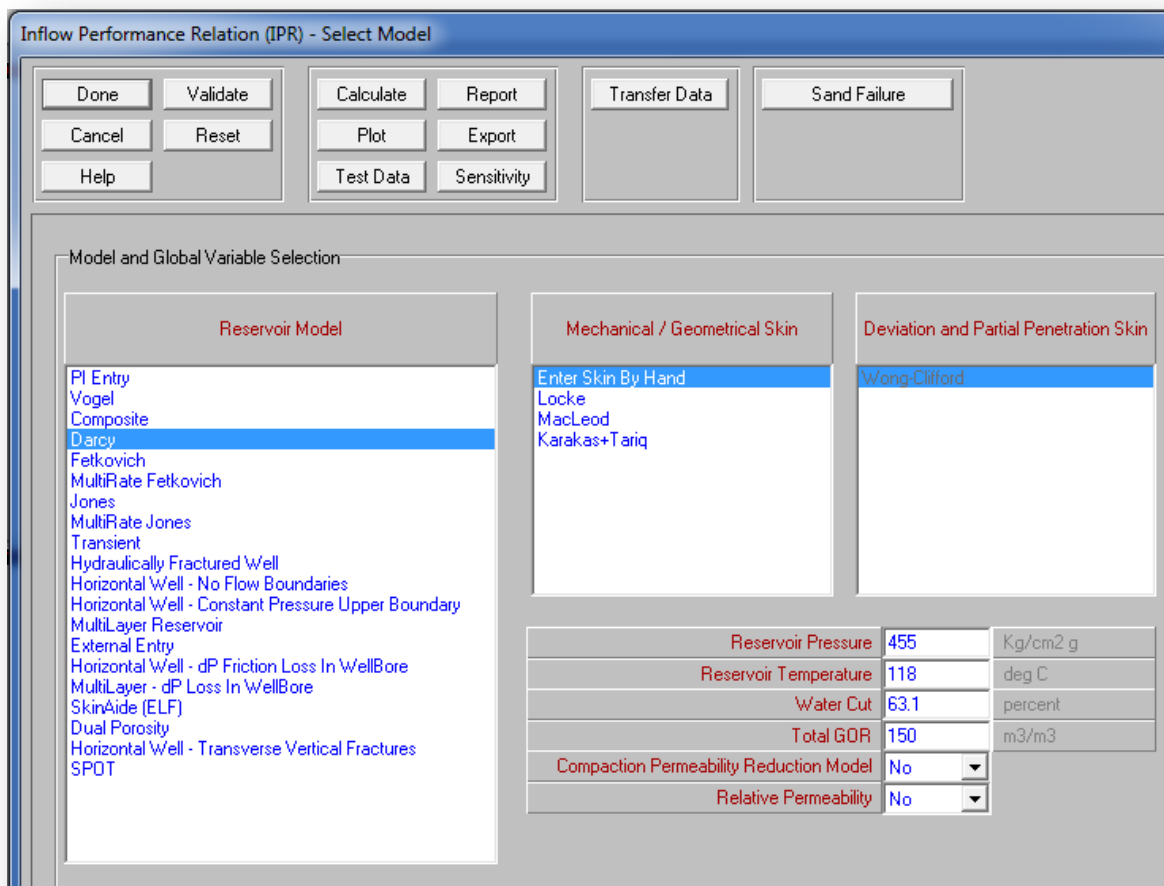 Inflow Performance Relation (IPR) - Select Model
Done
Validate
Calculate
Report
Transfer Data
Sand Failure
Cancel
Reset
Plot
Export
Help
Test Data
Sensitivity
Model and Global Variable Selection
Reservoir Model
PI Entry
Vogel
Composite
Darcy
Fetkovich
MultiRate Fetkovich
Jones
MultiRate Jones
Transient
Hydraulically Fractured Well
Horizontal Well - No Flow Boundaries
Horizontal Well - Constant Pressure Upper Boundary
MultiLayer Reservoir
External Entry
Horizontal Well - dP Friction Loss In WellBore
MultiLayer - dP Loss In WellBore
SkinAide (ELF)
Dual Porosity
Horizontal Well - Transverse Vertical Fractures
SPOT
Mechanical / Geometrical Skin
Enter Skin By Hand
Locke
MacLeod
Karakas+Tariq
Deviation and Partial Penetration Skin
Wong-Clifford
Reservoir Pressure 455 Kg/cm2 g
Reservoir Temperature 118 deg C
Water Cut 63.1 percent
Total GOR 150 m3/m3
Compaction Permeability Reduction Model No
Relative Permeability No